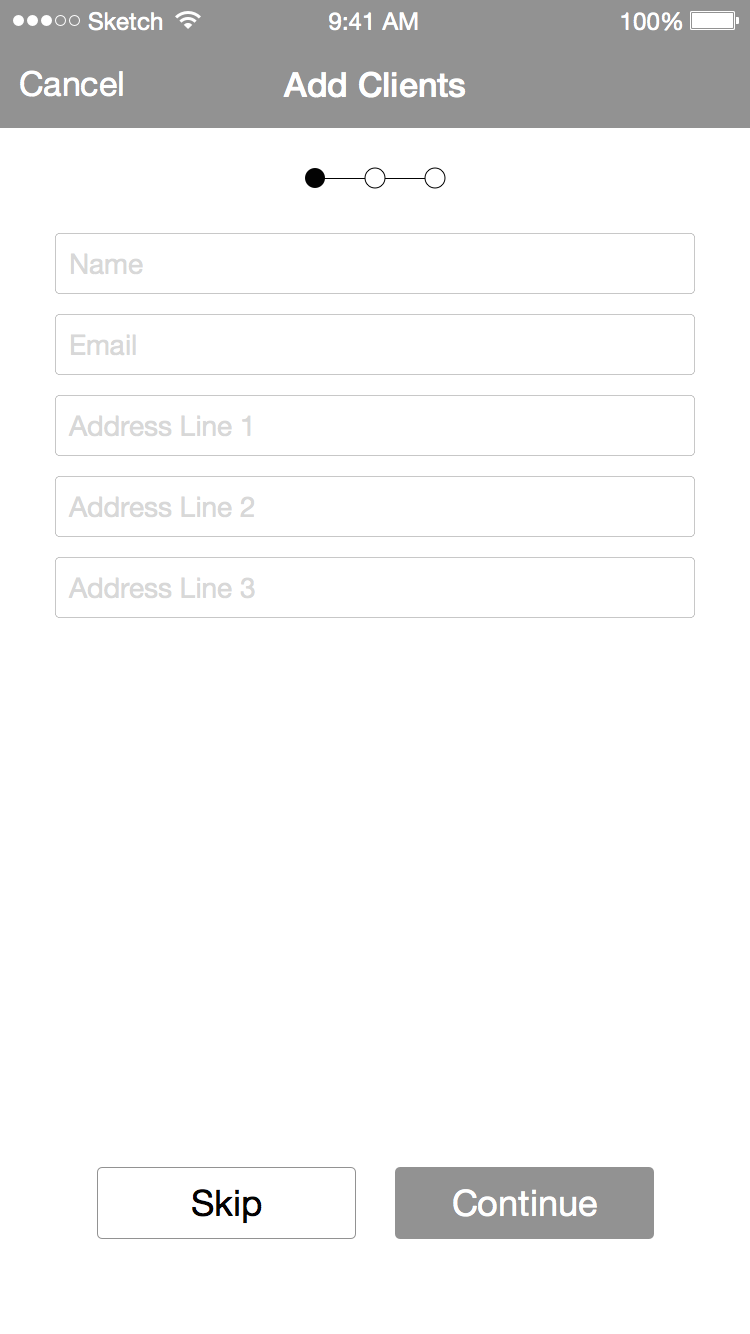 Sketch 9:41 AM 100%
Cancel Add Clients
Name
Email
Address Line 1
Address Line 2
Address Line 3
Skip Continue